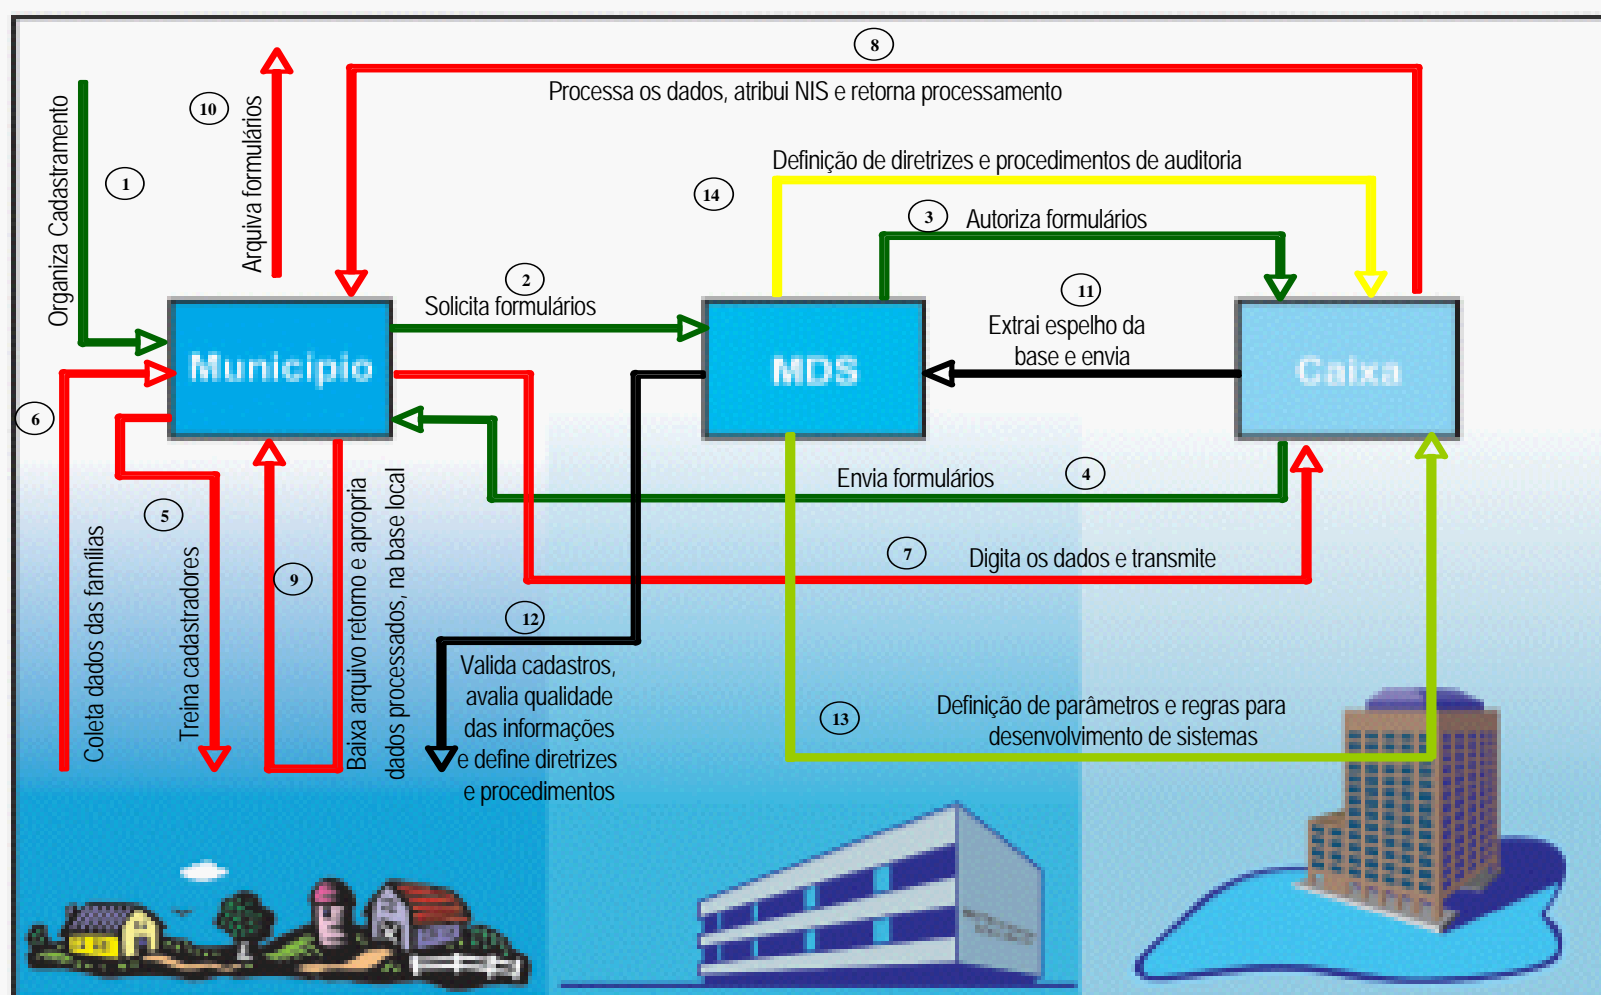 8
Processa os dados, atribui NIS e retorna processamento
10
Arquiva formulários
Organiza Cadastramento
1
Definição de diretrizes e procedimentos de auditoria
14
3
Autoriza formulários
2
Solicita formulários
11
Extrai espelho da
base e envia
Município
MDS
Caixa
6
4
Envia formulários
5
9
7
Digita os dados e transmite
Coleta dados das famílias
Treina cadastradores
Baixa arquivo retorno e apropria
dados processados, na base local
12
Valida cadastros,
avalia qualidade
das informações
e define diretrizes
e procedimentos
13
Definição de parâmetros e regras para
desenvolvimento de sistemas